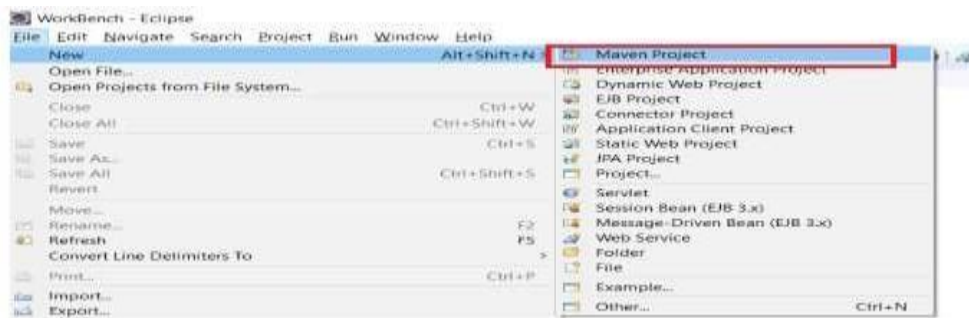 WorkBench - Eclipse
File Edit Navigate Search Project Run Window Help
New Alt+Shift+N >
Open File...
Open Projects from File System...
Close Ctrl+W
Close All Ctrl+Shift+W
Save Ctrl+S
Save As...
Save All Ctrl+Shift+S
Revert
Move...
Rename... F2
Refresh F5
Convert Line Delimiters To >
Print... Ctrl+P
Import...
Export...
Maven Project
Enterprise Application Project
Dynamic Web Project
EJB Project
Connector Project
Application Client Project
Static Web Project
JPA Project
Project...
Servlet
Session Bean (EJB 3.x)
Message-Driven Bean (EJB 3.x)
Web Service
Folder
File
Example...
Other... Ctrl+N